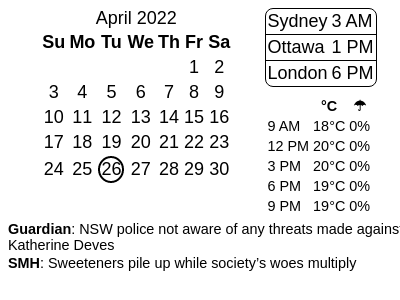 April 2022
Su Mo Tu We Th Fr Sa
1 2
3 4 5 6 7 8 9
10 11 12 13 14 15 16
17 18 19 20 21 22 23
24 25 26 27 28 29 30
Sydney 3 AM
Ottawa 1 PM
London 6 PM
°C ☂
9 AM 18°C 0%
12 PM 20°C 0%
3 PM 20°C 0%
6 PM 19°C 0%
9 PM 19°C 0%
Guardian: NSW police not aware of any threats made against
Katherine Deves
SMH: Sweeteners pile up while society’s woes multiply